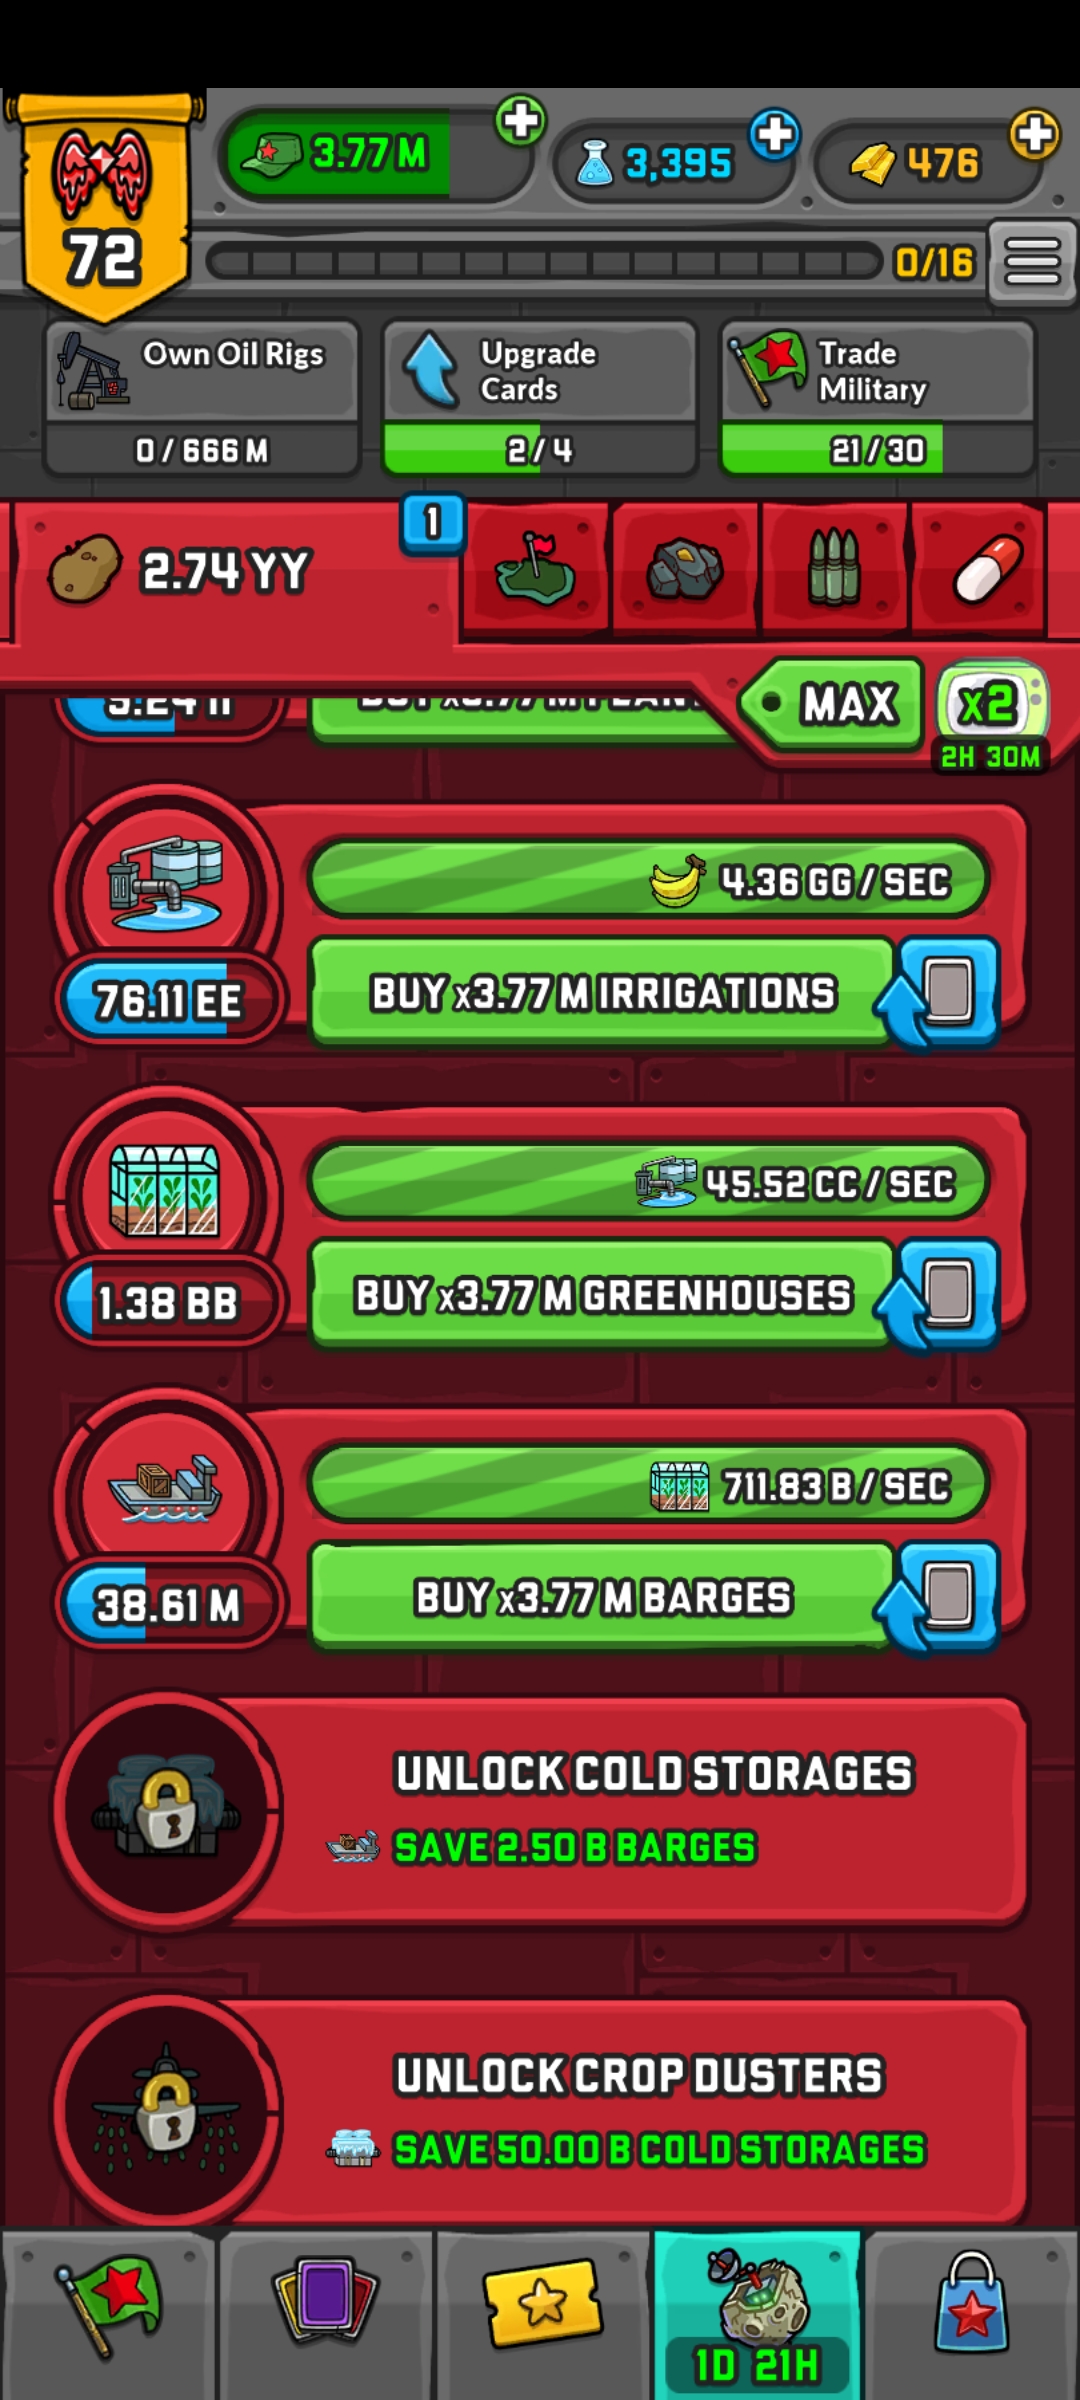 3.77 M
3,395
476
72
0/16
Own Oil Rigs
0 / 666 M
Upgrade
Cards
2 / 4
Trade
Military
21 / 30
2.74 YY
1
MAX
x2
2H 30M
76.11 EE
4.36 GG / SEC
BUY x3.77 M IRRIGATIONS
1.38 BB
45.52 CC / SEC
BUY x3.77 M GREENHOUSES
38.61 M
711.83 B / SEC
BUY x3.77 M BARGES
UNLOCK COLD STORAGES
SAVE 2.50 B BARGES
UNLOCK CROP DUSTERS
SAVE 50.00 B COLD STORAGES
1D 21H